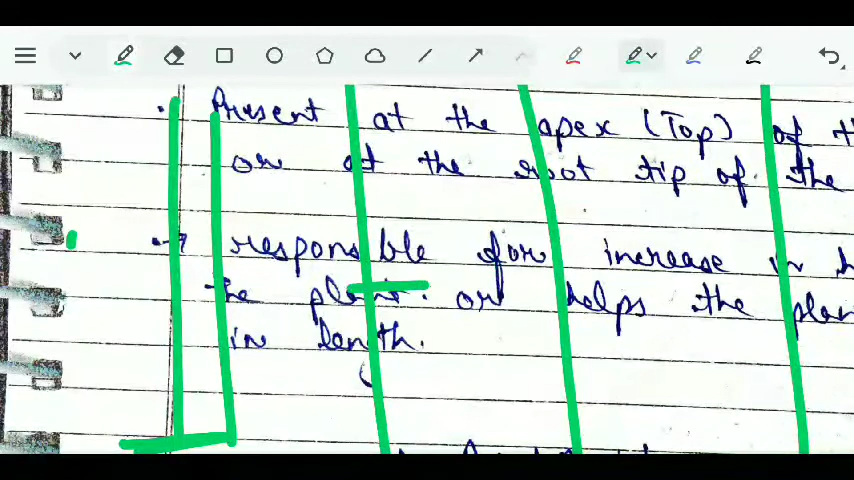 Present at the apex (Top) of
or at the root tip of the
responsible for increase in
the plant. or helps the plan
in length.